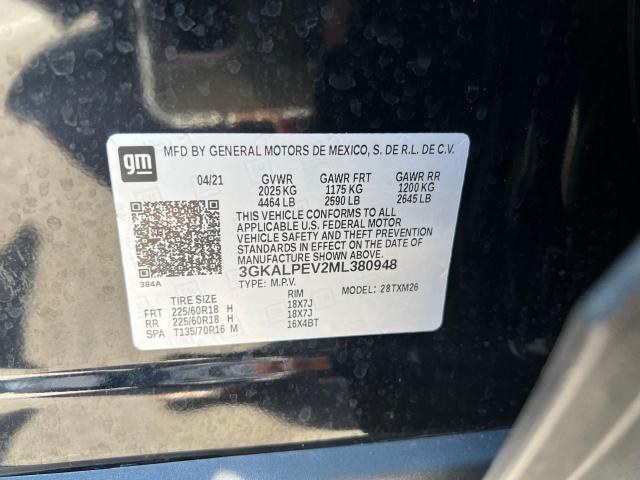 gm MFD BY GENERAL MOTORS DE MEXICO, S. DE R.L. DE C.V.
04/21 GVWR GAWR FRT GAWR RR
2025 KG 1175 KG 1200 KG
4464 LB 2590 LB 2645 LB
THIS VEHICLE CONFORMS TO ALL
APPLICABLE U.S. FEDERAL MOTOR
VEHICLE SAFETY AND THEFT PREVENTION
STANDARDS IN EFFECT ON THE DATE OF
MANUFACTURE SHOWN ABOVE.
3GKALPEV2ML380948
384A TYPE: M.P.V. MODEL: 28TXM26
TIRE SIZE RIM
FRT 225/60R18 H 18X7J
RR 225/60R18 H 18X7J
SPA T135/70R16 M 16X4BT